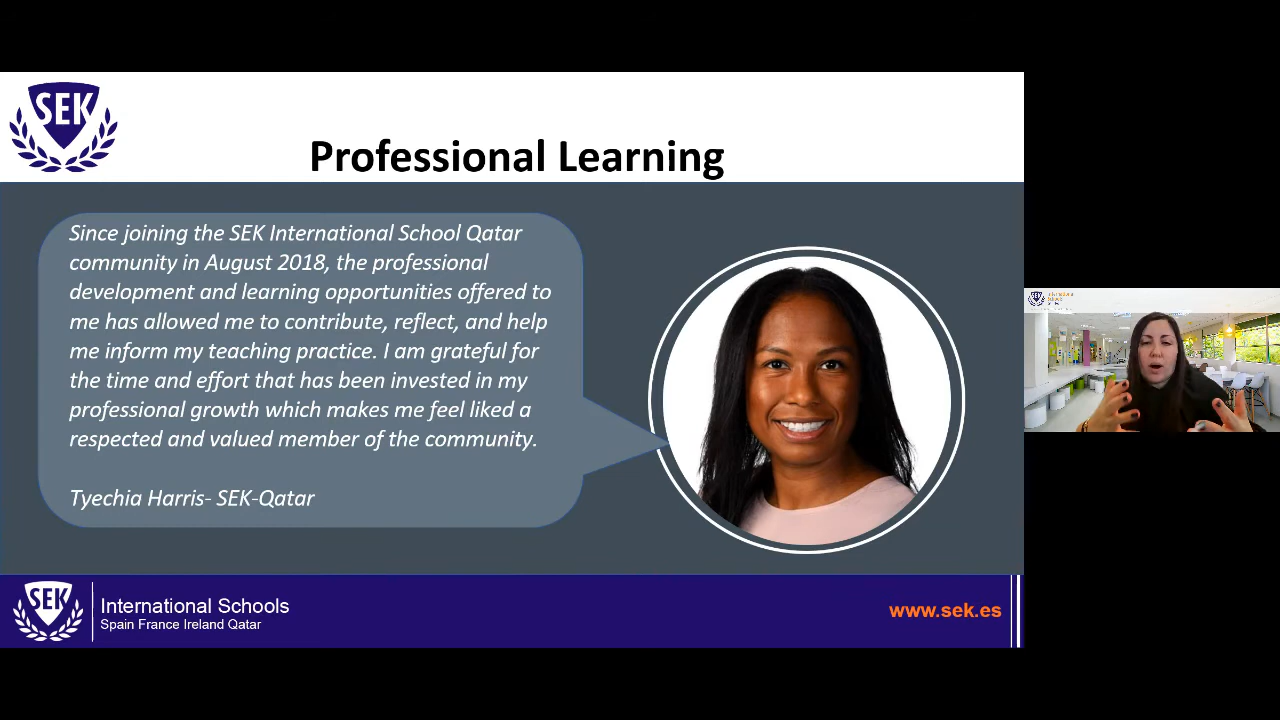 SEK
Professional Learning
Since joining the SEK International School Qatar
community in August 2018, the professional
development and learning opportunities offered to
me has allowed me to contribute, reflect, and help
me inform my teaching practice. I am grateful for
the time and effort that has been invested in my
professional growth which makes me feel liked a
respected and valued member of the community.
Tyechia Harris- SEK-Qatar
SEK
International Schools
Spain France Ireland Qatar
www.sek.es